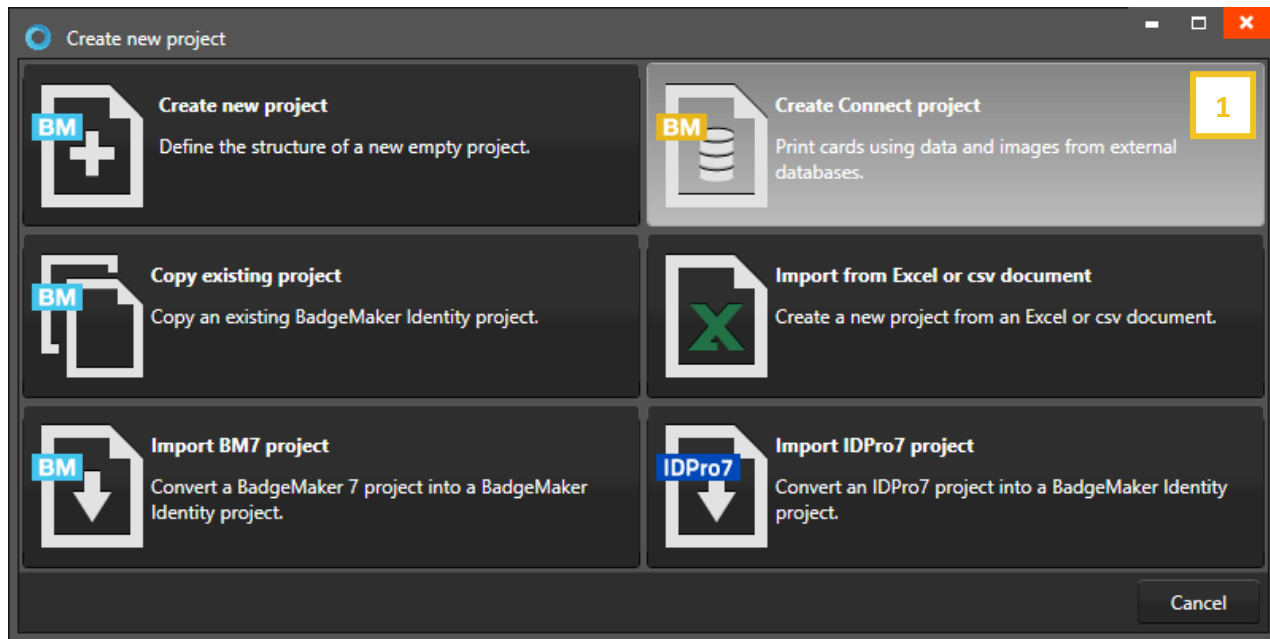 Create new project
BM
Create new project
Define the structure of a new empty project.
BM
Create Connect project
Print cards using data and images from external
databases.
1
BM
Copy existing project
Copy an existing BadgeMaker Identity project.
X
Import from Excel or csv document
Create a new project from an Excel or csv document.
BM
Import BM7 project
Convert a BadgeMaker 7 project into a BadgeMaker
Identity project.
IDPro7
Import IDPro7 project
Convert an IDPro7 project into a BadgeMaker Identity
project.
Cancel